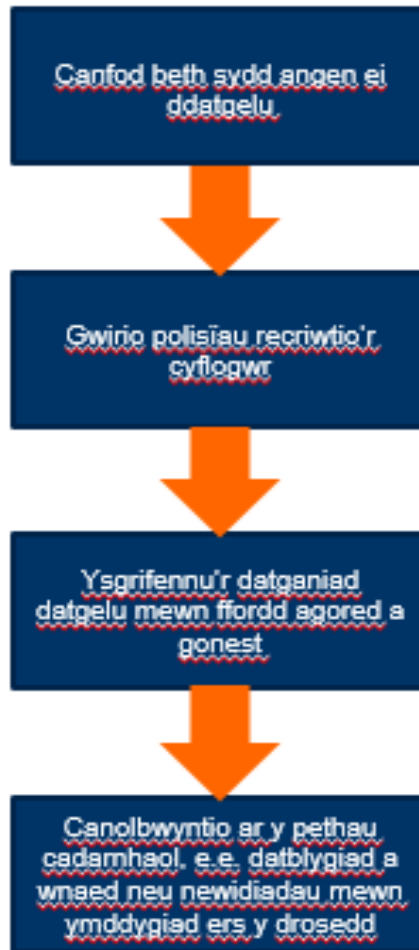 Canfod beth sydd angen ei
ddatgelu
Gwirio polisïau recriwtio'r
cyflogwr
Ysgrifennu'r datganiad
datgelu mewn ffordd agored a
gonest
Canolbwyntio ar y pethau
cadarnhaol, e.e. datblygiad a
wnaed neu newidiadau mewn
ymddygiad ers y drosedd